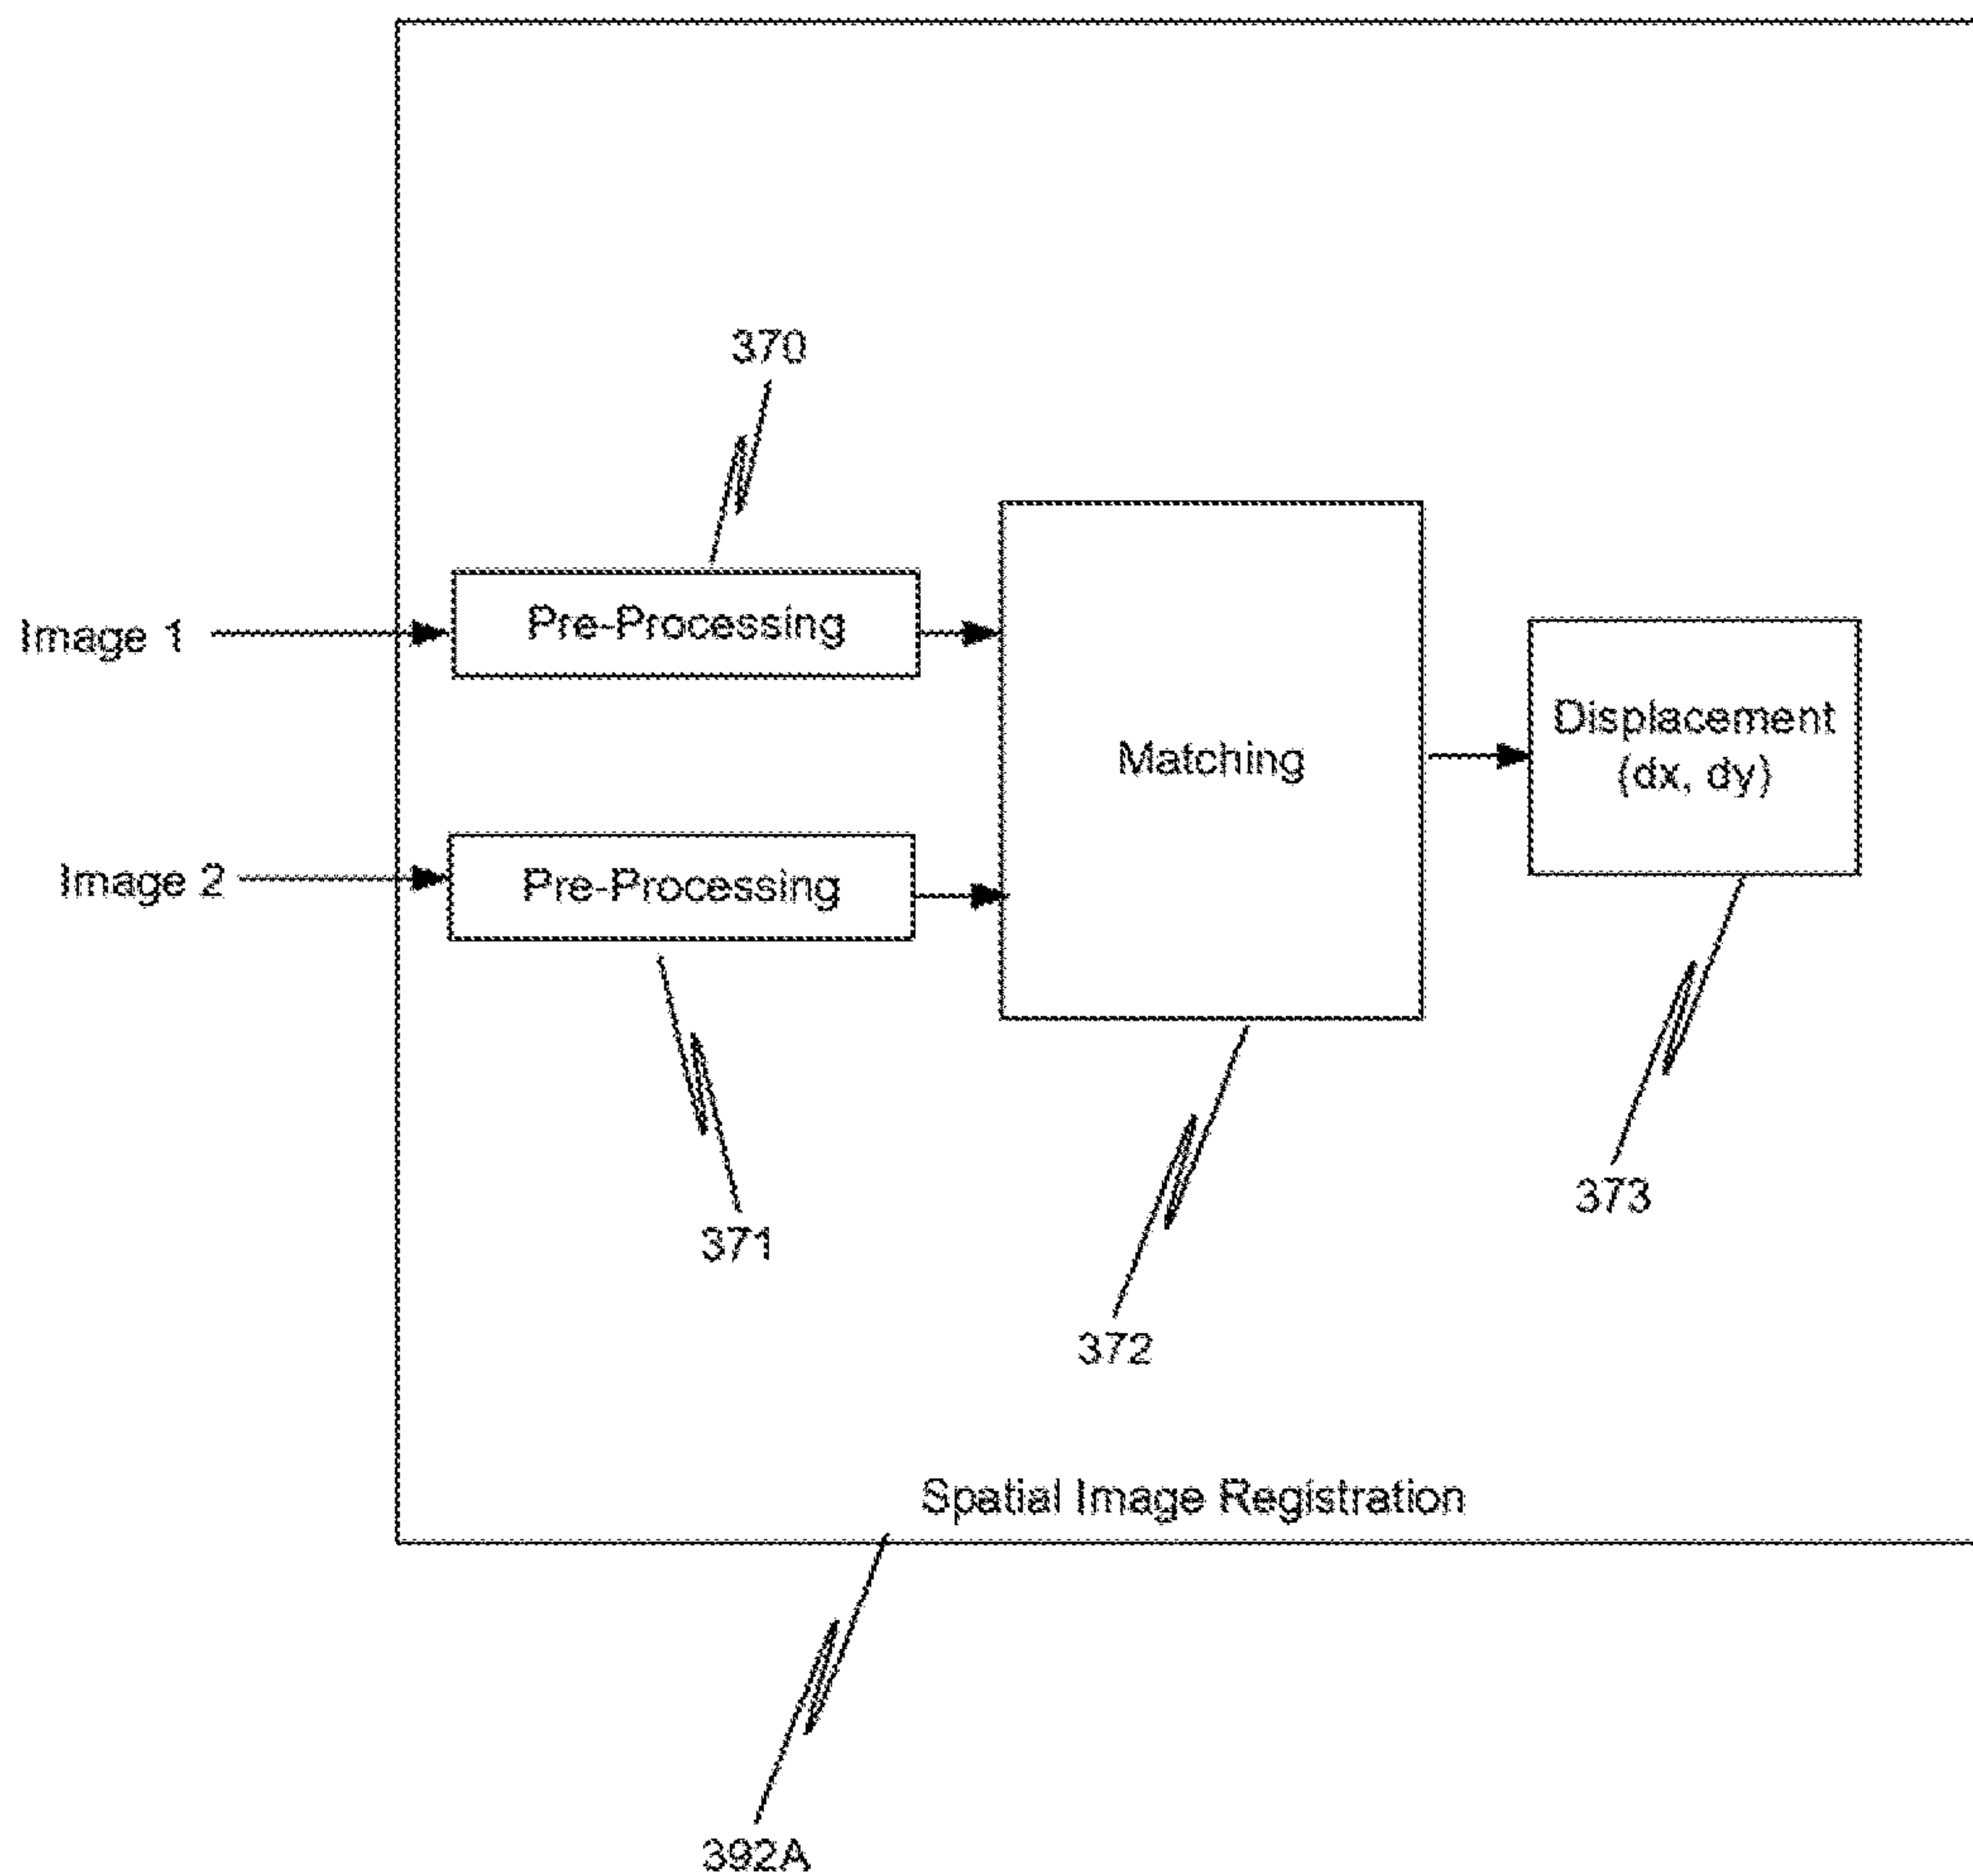 370
Image 1
Pre-Processing
Matching
Displacement
(dx, dy)
Image 2
Pre-Processing
373
371
372
Spatial Image Registration
392A